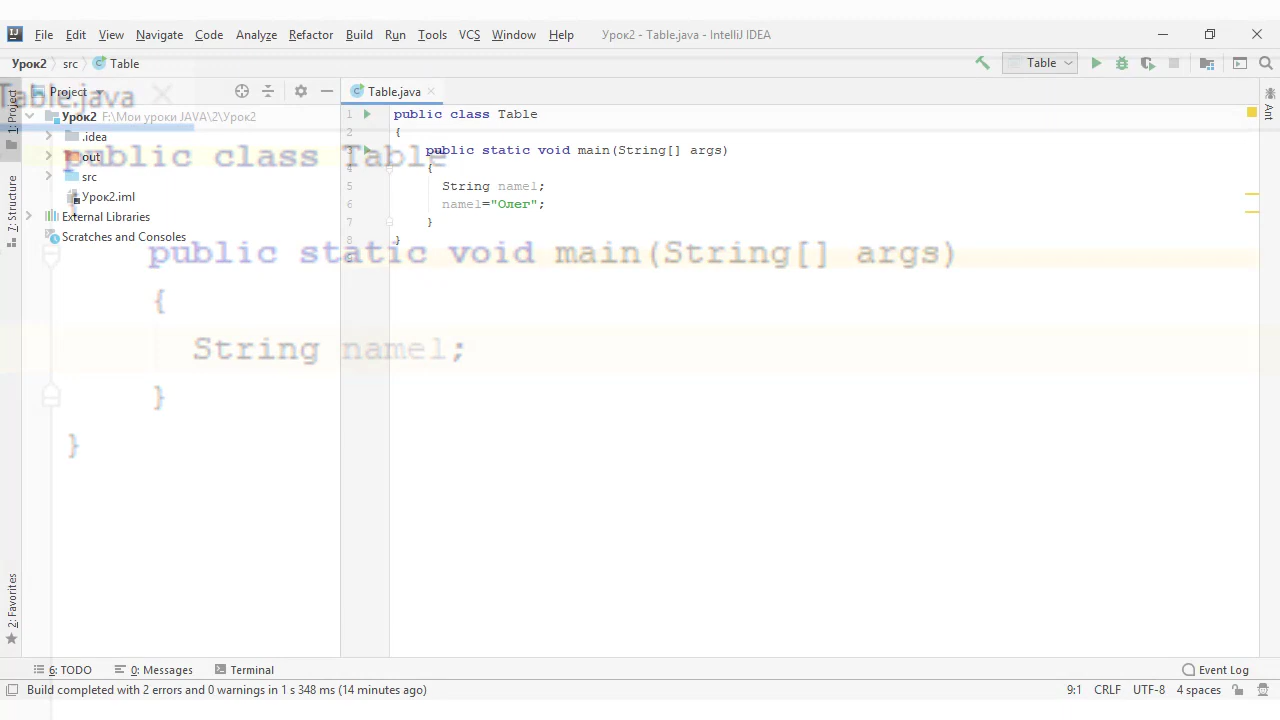 File Edit View Navigate Code Analyze Refactor Build Run Tools VCS Window Help Урок2 - Table.java - IntelliJ IDEA
Урок2 src Table Table
Project Table.java
Table.java
1: Project
Урок2 F:\Мои уроки JAVA\2\Урок2
.idea
out
src
Урок2.iml
External Libraries
Scratches and Consoles
7: Structure
2: Favorites
Ant
1 public class Table
2 {
3 public static void main(String[] args)
4 {
5 String name1;
6 name1="Олег";
7 }
8 }
9
public class Table
{
public static void main(String[] args)
{
String name1;
}
}
6: TODO 0: Messages Terminal Event Log
Build completed with 2 errors and 0 warnings in 1 s 348 ms (14 minutes ago) 9:1 CRLF UTF-8 4 spaces